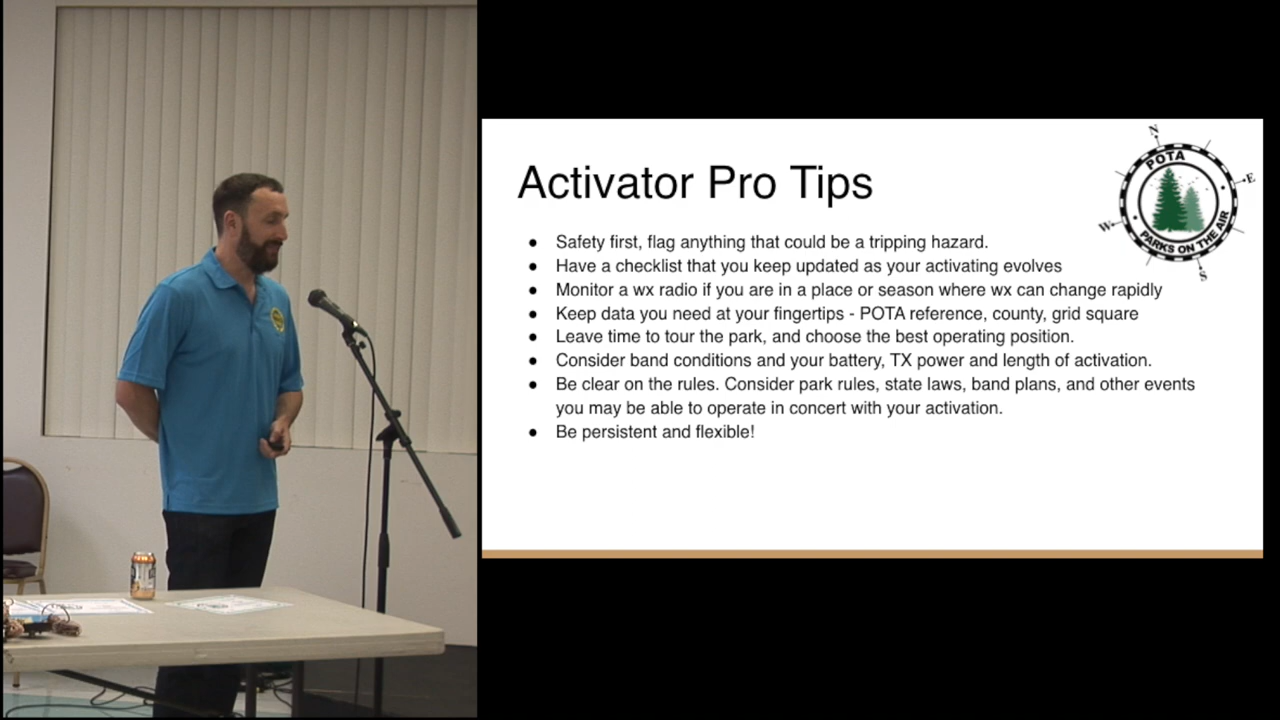 Activator Pro Tips
● Safety first, flag anything that could be a tripping hazard.
● Have a checklist that you keep updated as your activating evolves
● Monitor a wx radio if you are in a place or season where wx can change rapidly
● Keep data you need at your fingertips - POTA reference, county, grid square
● Leave time to tour the park, and choose the best operating position.
● Consider band conditions and your battery, TX power and length of activation.
● Be clear on the rules. Consider park rules, state laws, band plans, and other events
you may be able to operate in concert with your activation.
● Be persistent and flexible!
N
POTA
E
W
PARKS ON THE AIR
S